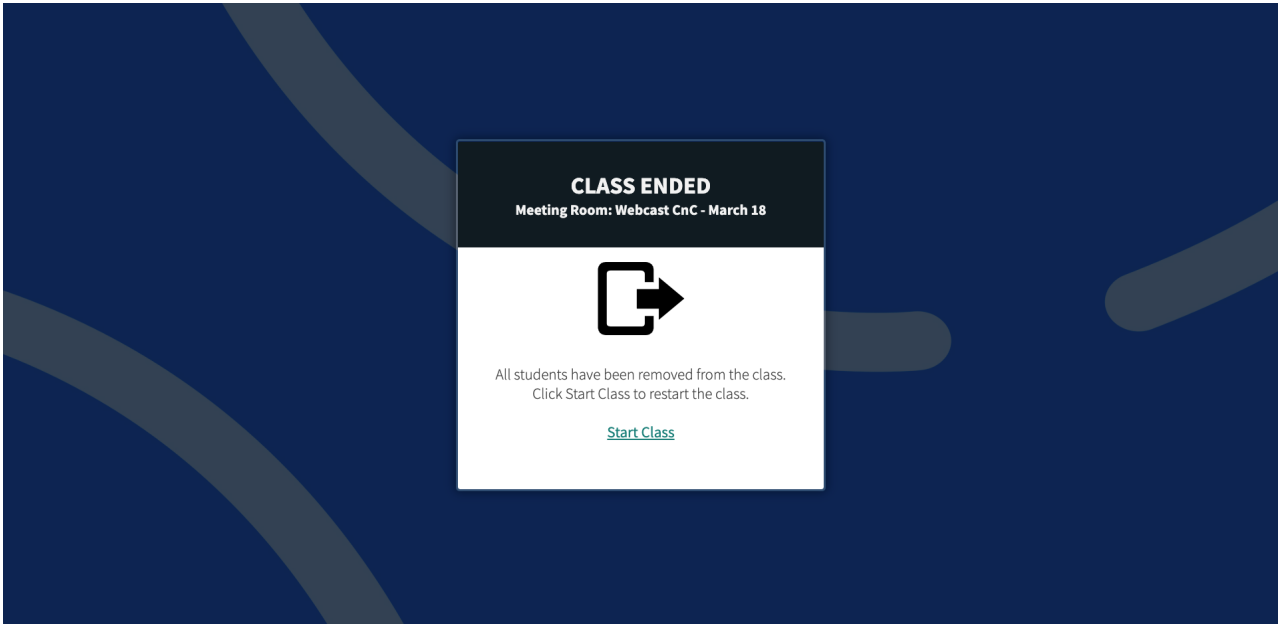 CLASS ENDED
Meeting Room: Webcast CnC - March 18
All students have been removed from the class.
Click Start Class to restart the class.
Start Class